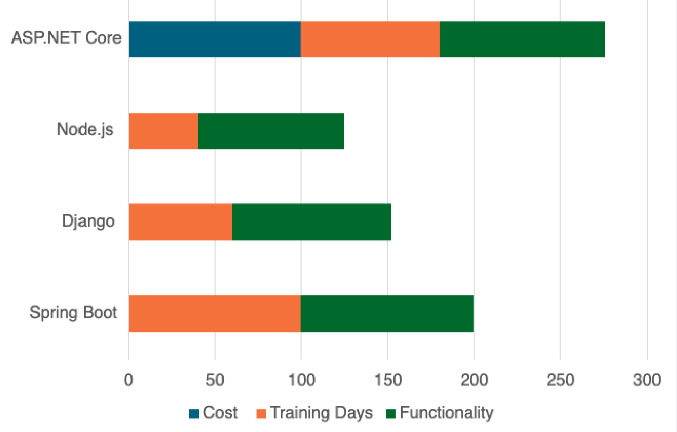 ASP.NET Core
Node.js
Django
Spring Boot
0 50 100 150 200 250 300
Cost Training Days Functionality